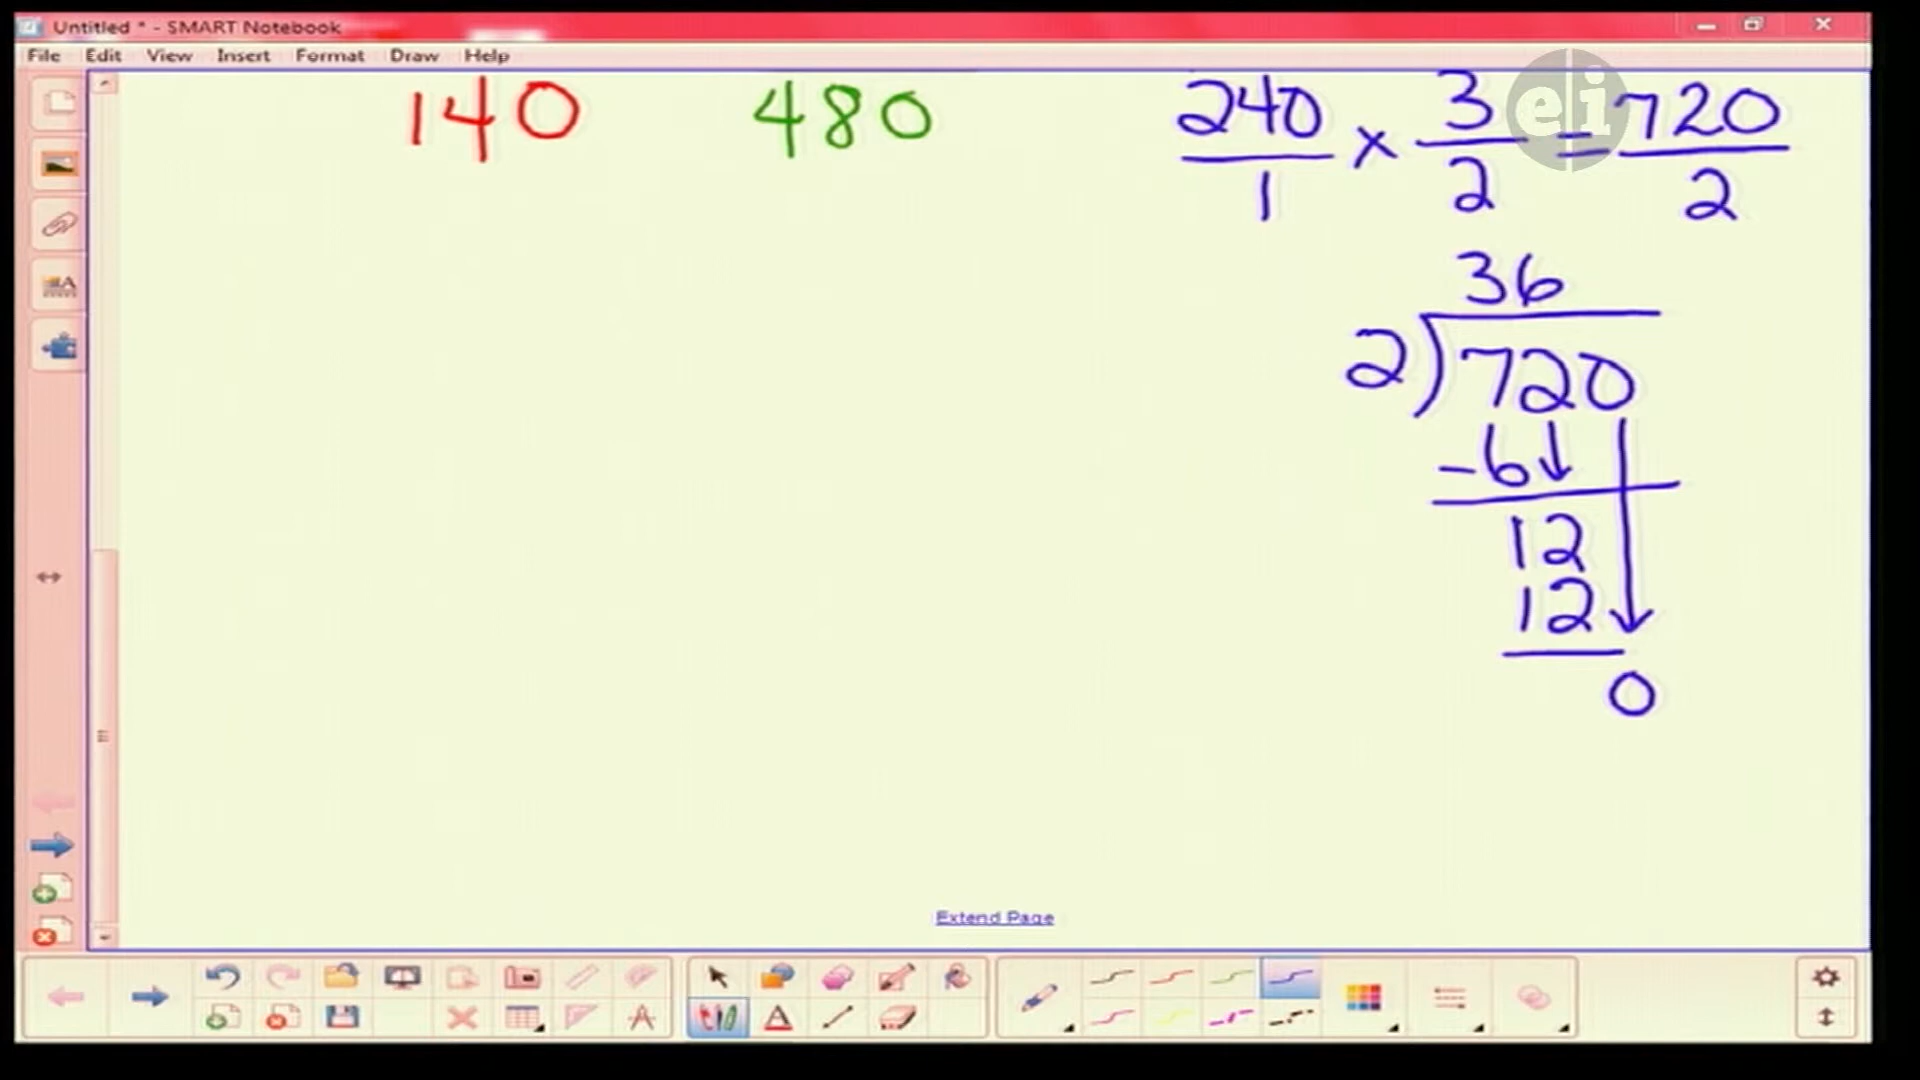 Untitled * - SMART Notebook
File Edit View Insert Format Draw Help
140 480 240/1 × 3/2 = 720/2
ei
36
2)720
-6
12
12
0
Extend Page